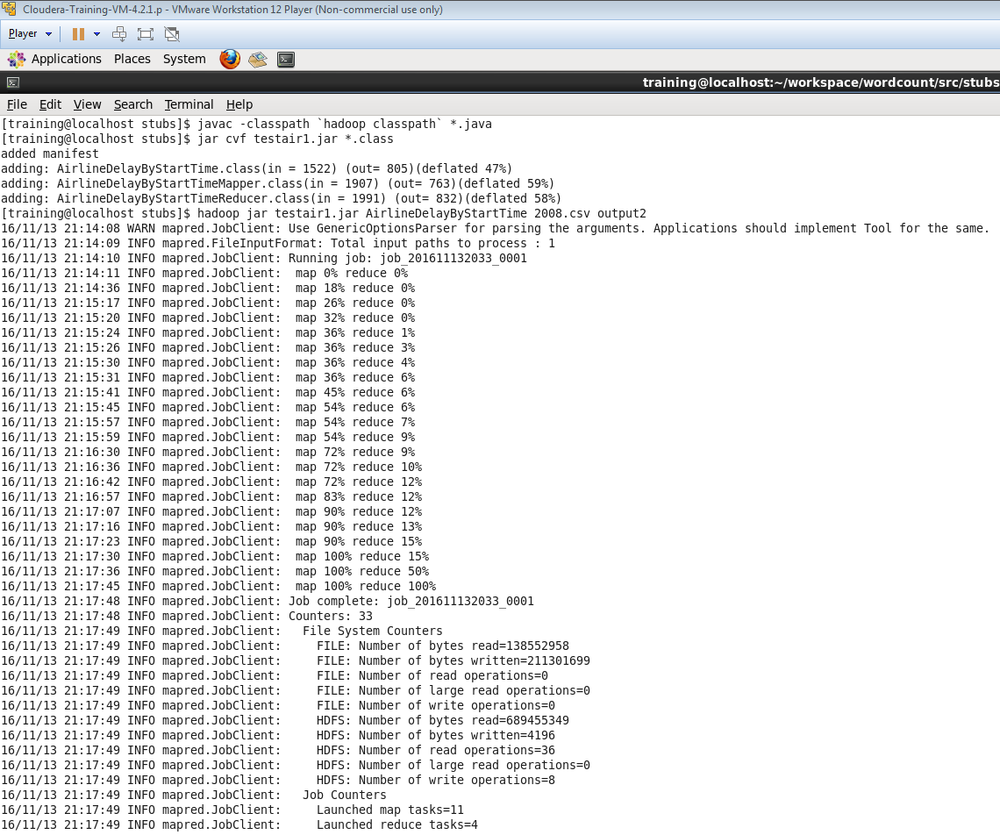 Cloudera-Training-VM-4.2.1.p - VMware Workstation 12 Player (Non-commercial use only)
Player
Applications Places System
training@localhost:~/workspace/wordcount/src/stubs
File Edit View Search Terminal Help
[training@localhost stubs]$ javac -classpath `hadoop classpath` *.java
[training@localhost stubs]$ jar cvf testair1.jar *.class
added manifest
adding: AirlineDelayByStartTime.class(in = 1522) (out= 805)(deflated 47%)
adding: AirlineDelayByStartTimeMapper.class(in = 1907) (out= 763)(deflated 59%)
adding: AirlineDelayByStartTimeReducer.class(in = 1991) (out= 832)(deflated 58%)
[training@localhost stubs]$ hadoop jar testair1.jar AirlineDelayByStartTime 2008.csv output2
16/11/13 21:14:08 WARN mapred.JobClient: Use GenericOptionsParser for parsing the arguments. Applications should implement Tool for the same.
16/11/13 21:14:09 INFO mapred.FileInputFormat: Total input paths to process : 1
16/11/13 21:14:10 INFO mapred.JobClient: Running job: job_201611132033_0001
16/11/13 21:14:11 INFO mapred.JobClient:  map 0% reduce 0%
16/11/13 21:14:36 INFO mapred.JobClient:  map 18% reduce 0%
16/11/13 21:15:17 INFO mapred.JobClient:  map 26% reduce 0%
16/11/13 21:15:20 INFO mapred.JobClient:  map 32% reduce 0%
16/11/13 21:15:24 INFO mapred.JobClient:  map 36% reduce 1%
16/11/13 21:15:26 INFO mapred.JobClient:  map 36% reduce 3%
16/11/13 21:15:30 INFO mapred.JobClient:  map 36% reduce 4%
16/11/13 21:15:31 INFO mapred.JobClient:  map 36% reduce 6%
16/11/13 21:15:41 INFO mapred.JobClient:  map 45% reduce 6%
16/11/13 21:15:45 INFO mapred.JobClient:  map 54% reduce 6%
16/11/13 21:15:57 INFO mapred.JobClient:  map 54% reduce 7%
16/11/13 21:15:59 INFO mapred.JobClient:  map 54% reduce 9%
16/11/13 21:16:30 INFO mapred.JobClient:  map 72% reduce 9%
16/11/13 21:16:36 INFO mapred.JobClient:  map 72% reduce 10%
16/11/13 21:16:42 INFO mapred.JobClient:  map 72% reduce 12%
16/11/13 21:16:57 INFO mapred.JobClient:  map 83% reduce 12%
16/11/13 21:17:07 INFO mapred.JobClient:  map 90% reduce 12%
16/11/13 21:17:16 INFO mapred.JobClient:  map 90% reduce 13%
16/11/13 21:17:23 INFO mapred.JobClient:  map 90% reduce 15%
16/11/13 21:17:30 INFO mapred.JobClient:  map 100% reduce 15%
16/11/13 21:17:36 INFO mapred.JobClient:  map 100% reduce 50%
16/11/13 21:17:45 INFO mapred.JobClient:  map 100% reduce 100%
16/11/13 21:17:48 INFO mapred.JobClient: Job complete: job_201611132033_0001
16/11/13 21:17:48 INFO mapred.JobClient: Counters: 33
16/11/13 21:17:49 INFO mapred.JobClient:   File System Counters
16/11/13 21:17:49 INFO mapred.JobClient:     FILE: Number of bytes read=138552958
16/11/13 21:17:49 INFO mapred.JobClient:     FILE: Number of bytes written=211301699
16/11/13 21:17:49 INFO mapred.JobClient:     FILE: Number of read operations=0
16/11/13 21:17:49 INFO mapred.JobClient:     FILE: Number of large read operations=0
16/11/13 21:17:49 INFO mapred.JobClient:     FILE: Number of write operations=0
16/11/13 21:17:49 INFO mapred.JobClient:     HDFS: Number of bytes read=689455349
16/11/13 21:17:49 INFO mapred.JobClient:     HDFS: Number of bytes written=4196
16/11/13 21:17:49 INFO mapred.JobClient:     HDFS: Number of read operations=36
16/11/13 21:17:49 INFO mapred.JobClient:     HDFS: Number of large read operations=0
16/11/13 21:17:49 INFO mapred.JobClient:     HDFS: Number of write operations=8
16/11/13 21:17:49 INFO mapred.JobClient:   Job Counters
16/11/13 21:17:49 INFO mapred.JobClient:     Launched map tasks=11
16/11/13 21:17:49 INFO mapred.JobClient:     Launched reduce tasks=4